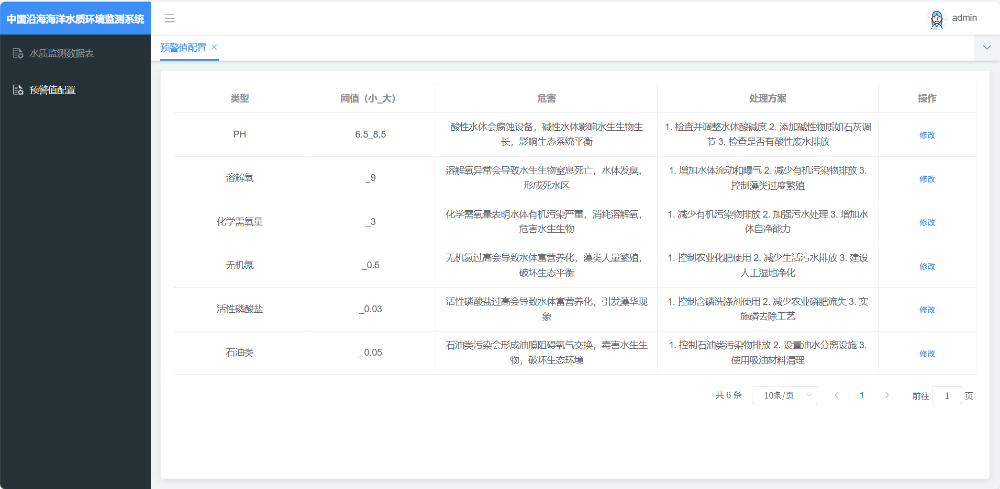 中国沿海海洋水质环境监测系统
admin
水质监测数据表
预警值配置
预警值配置
类型 阈值（小_大） 危害 处理方案 操作
PH 6.5_8.5 酸性水体会腐蚀设备，碱性水体影响水生生物生
长，影响生态系统平衡 1. 检查并调整水体酸碱度 2. 添加碱性物质如石灰调
节 3. 检查是否有酸性废水排放 修改
溶解氧 _9 溶解氧异常会导致水生生物窒息死亡，水体发臭，
形成死水区 1. 增加水体流动和曝气 2. 减少有机污染物排放 3.
控制藻类过度繁殖 修改
化学需氧量 _3 化学需氧量表明水体有机污染严重，消耗溶解氧，
危害水生生物 1. 减少有机污染物排放 2. 加强污水处理 3. 增加水
体自净能力 修改
无机氮 _0.5 无机氮过高会导致水体富营养化，藻类大量繁殖，
破坏生态平衡 1. 控制农业化肥使用 2. 减少生活污水排放 3. 建设
人工湿地净化 修改
活性磷酸盐 _0.03 活性磷酸盐过高会导致水体富营养化，引发藻华现
象 1. 控制含磷洗涤剂使用 2. 减少农业磷肥流失 3. 实
施磷去除工艺 修改
石油类 _0.05 石油类污染会形成油膜阻碍氧气交换，毒害水生生
物，破坏生态环境 1. 控制石油类污染物排放 2. 设置油水分离设施 3.
使用吸油材料清理 修改
共 6 条 10条/页 1 前往 1 页